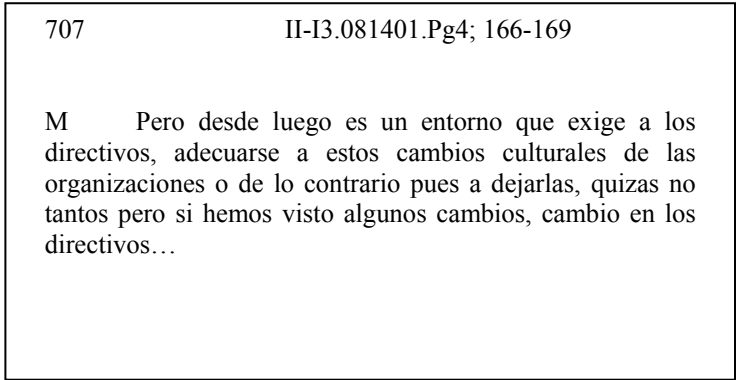 707 II-I3.081401.Pg4; 166-169
M Pero desde luego es un entorno que exige a los
directivos, adecuarse a estos cambios culturales de las
organizaciones o de lo contrario pues a dejarlas, quizas no
tantos pero si hemos visto algunos cambios, cambio en los
directivos…